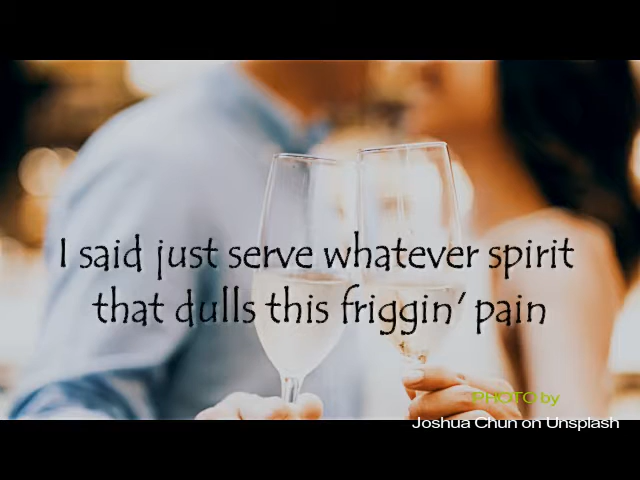 I said just serve whatever spirit
that dulls this friggin' pain
PHOTO by
Joshua Chun on Unsplash